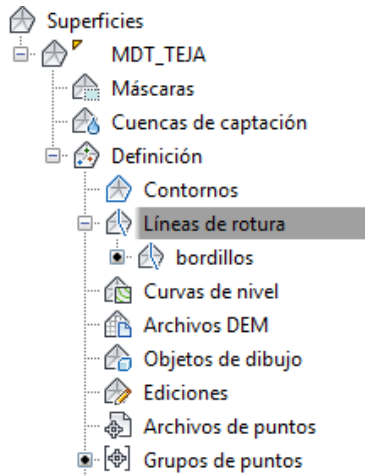 Superficies
MDT_TEJA
Máscaras
Cuencas de captación
Definición
Contornos
Líneas de rotura
bordillos
Curvas de nivel
Archivos DEM
Objetos de dibujo
Ediciones
Archivos de puntos
Grupos de puntos